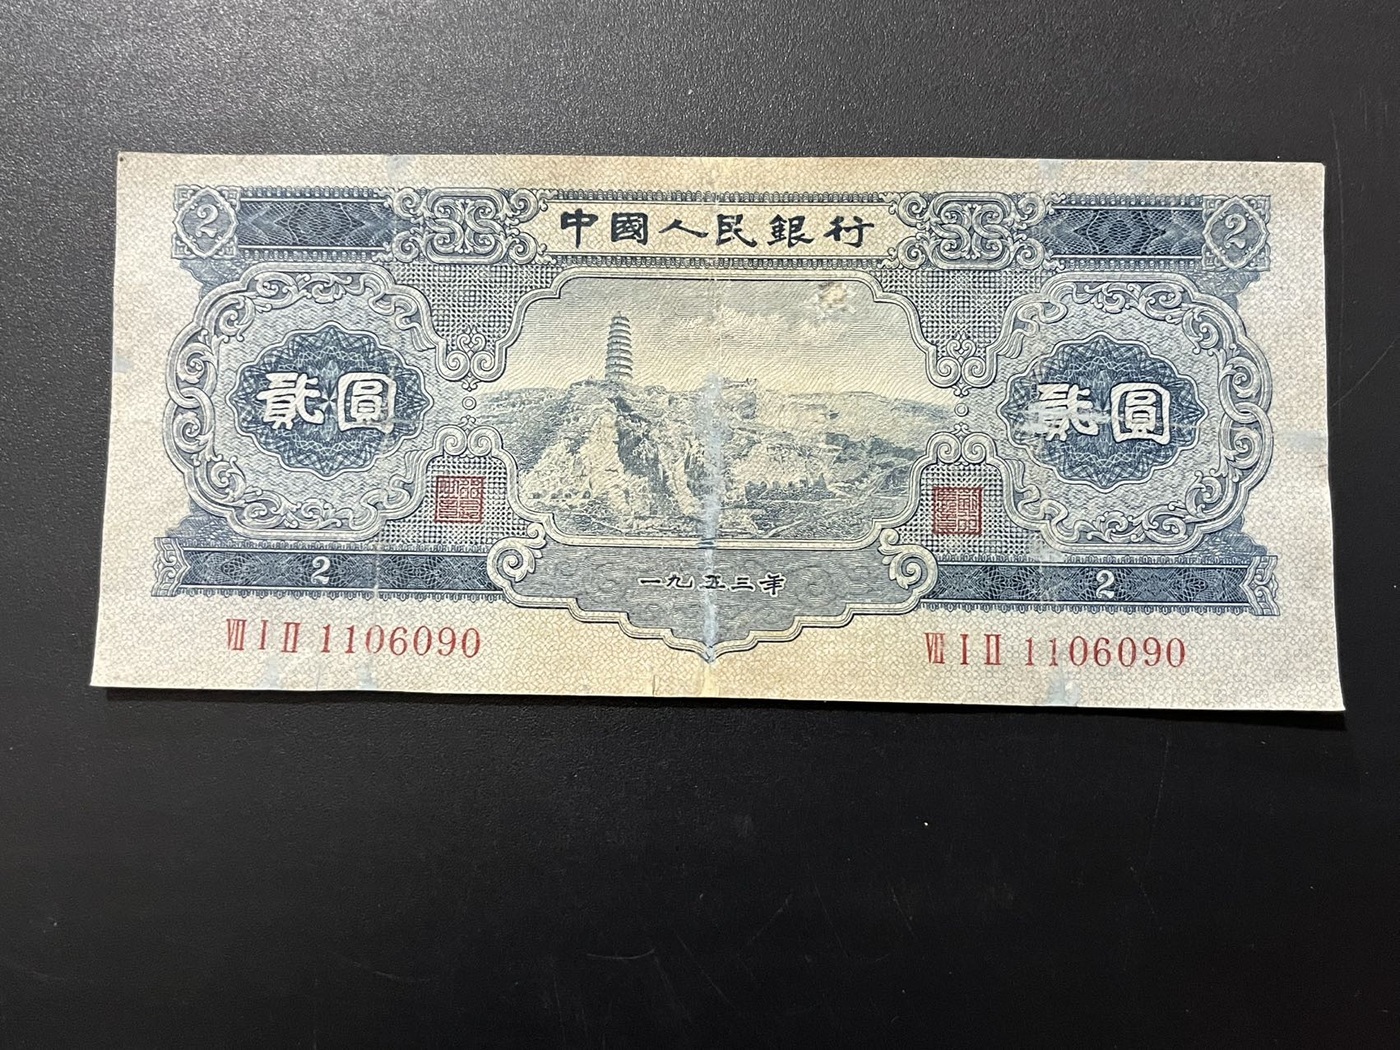 2 中國人民銀行 2
貳圓 貳圓
2 一九五三年 2
VII I II 1106090 VII I II 1106090